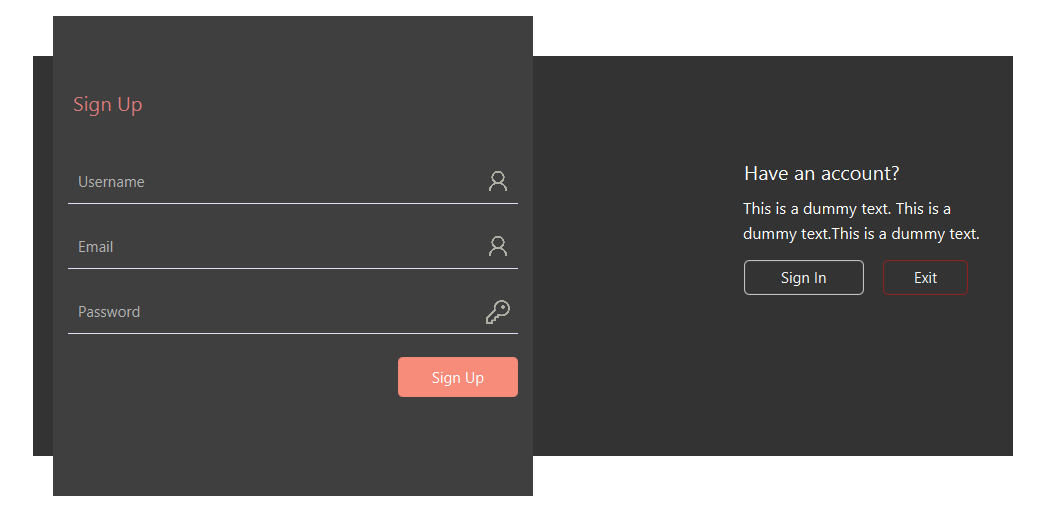 Sign Up
Username
Email
Password
Sign Up
Have an account?
This is a dummy text. This is a
dummy text.This is a dummy text.
Sign In
Exit